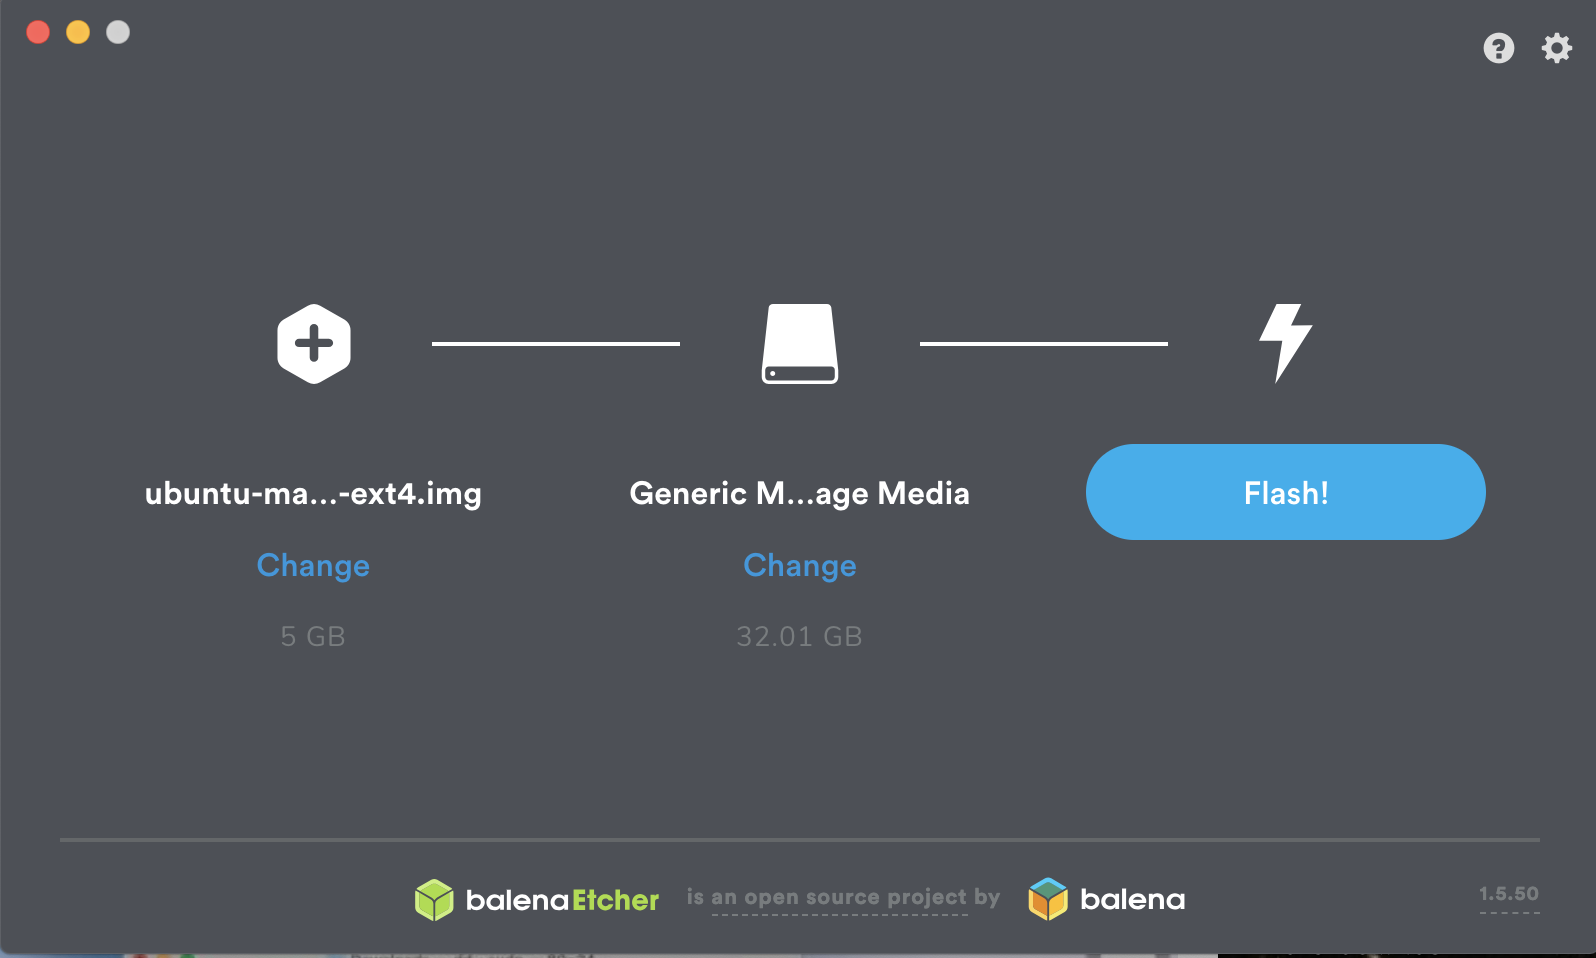 ubuntu-ma...-ext4.img
Change
5 GB
Generic M...age Media
Change
32.01 GB
Flash!
balenaEtcher is an open source project by balena
1.5.50